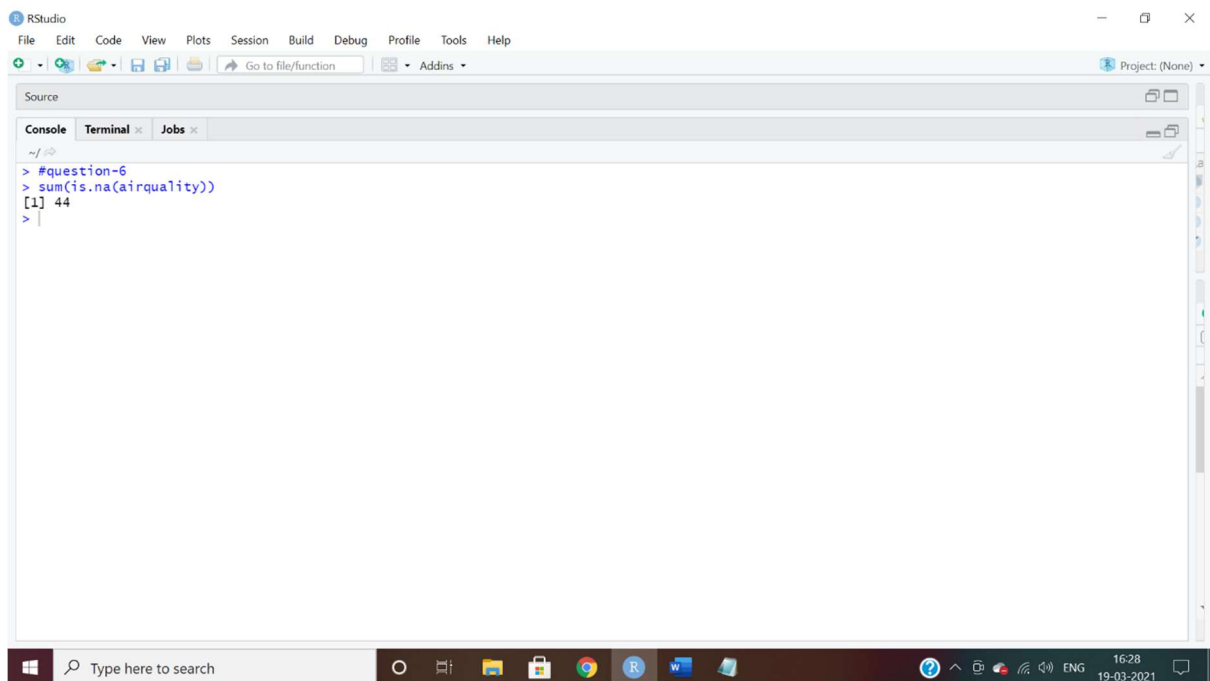 RStudio
File Edit Code View Plots Session Build Debug Profile Tools Help
Go to file/function Addins Project: (None)
Source
Console Terminal Jobs
~/
> #question-6
> sum(is.na(airquality))
[1] 44
>
Type here to search
R W ENG 16:28
19-03-2021